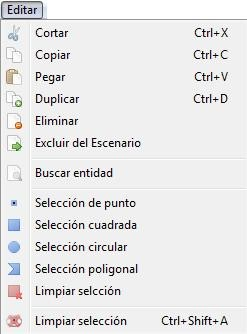 Editar
Cortar Ctrl+X
Copiar Ctrl+C
Pegar Ctrl+V
Duplicar Ctrl+D
Eliminar
Excluir del Escenario
Buscar entidad
Selección de punto
Selección cuadrada
Selección circular
Selección poligonal
Limpiar selcción
Limpiar selección Ctrl+Shift+A